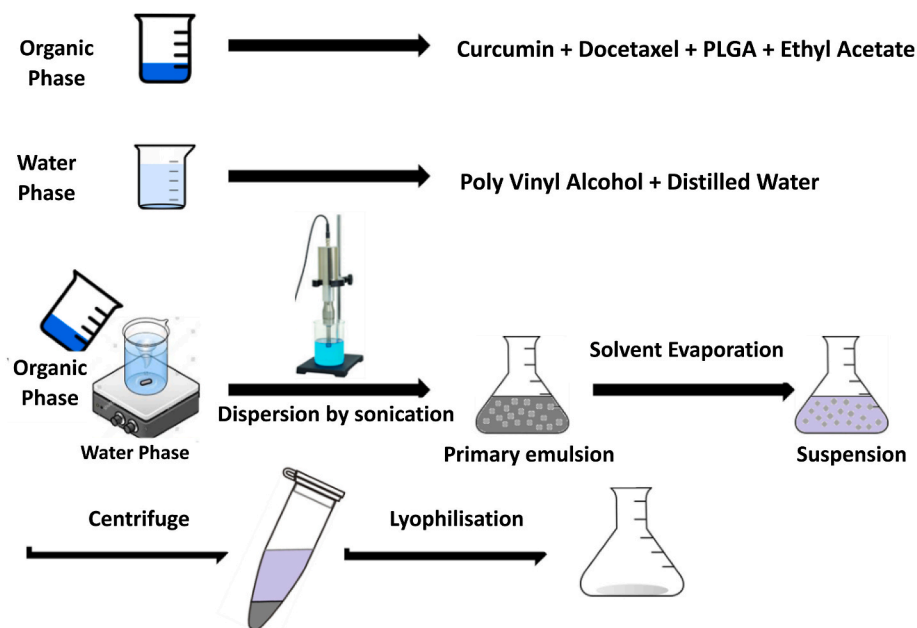 Organic
Phase
Curcumin + Docetaxel + PLGA + Ethyl Acetate
Water
Phase
Poly Vinyl Alcohol + Distilled Water
Organic
Phase
Water Phase
Dispersion by sonication
Primary emulsion
Solvent Evaporation
Suspension
Centrifuge
Lyophilisation